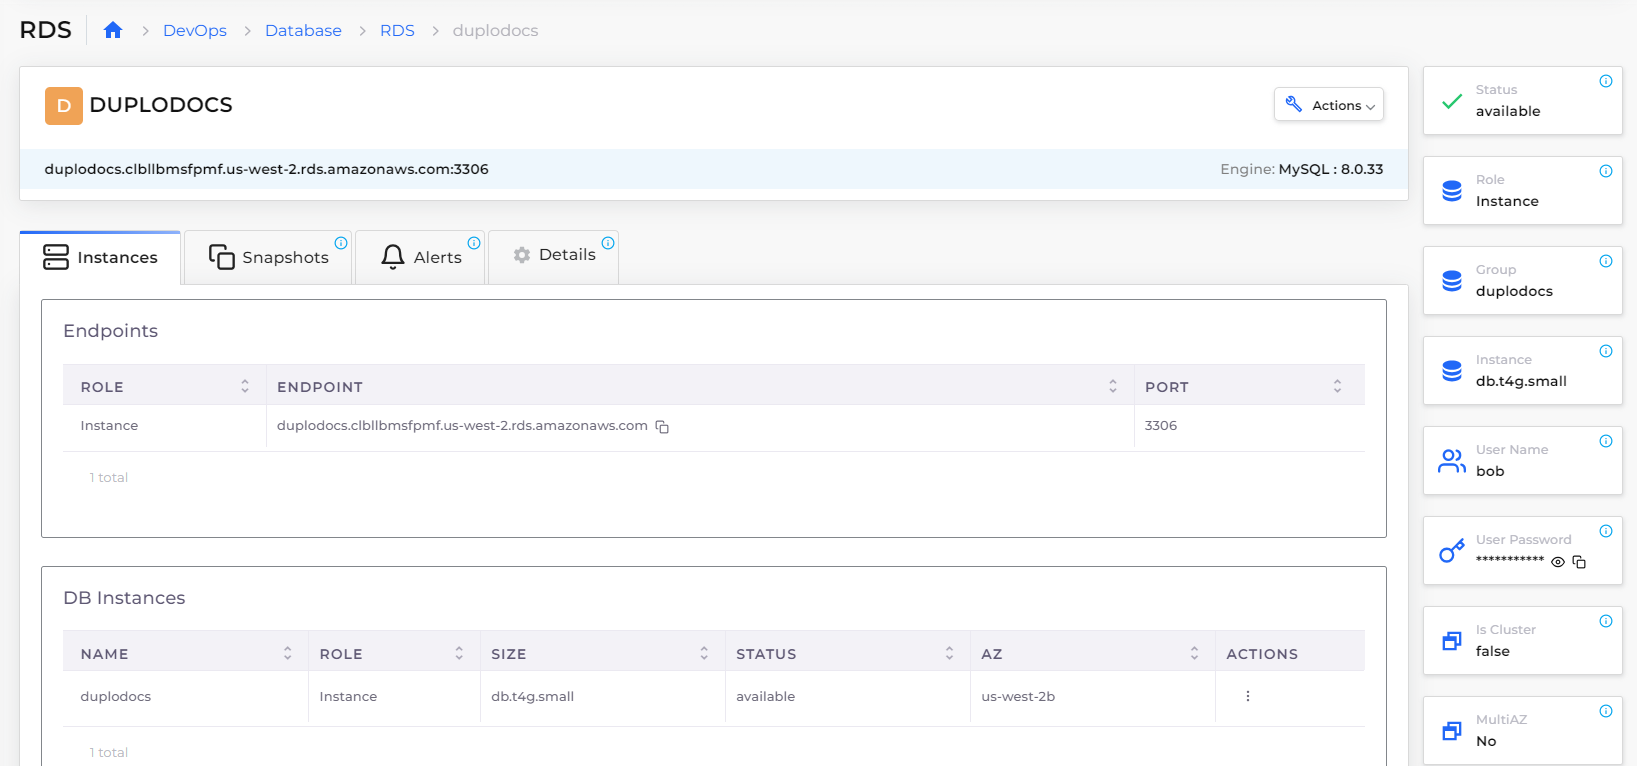 RDS
DevOps > Database > RDS > duplodocs
D DUPLODOCS
Actions
duplodocs.clbllbmsfpmf.us-west-2.rds.amazonaws.com:3306
Engine: MySQL : 8.0.33
Instances
Snapshots
Alerts
Details
Endpoints
ROLE ENDPOINT PORT
Instance duplodocs.clbllbmsfpmf.us-west-2.rds.amazonaws.com 3306
1 total
DB Instances
NAME ROLE SIZE STATUS AZ ACTIONS
duplodocs Instance db.t4g.small available us-west-2b
1 total
Status
available
Role
Instance
Group
duplodocs
Instance
db.t4g.small
User Name
bob
User Password
***********
Is Cluster
false
MultiAZ
No